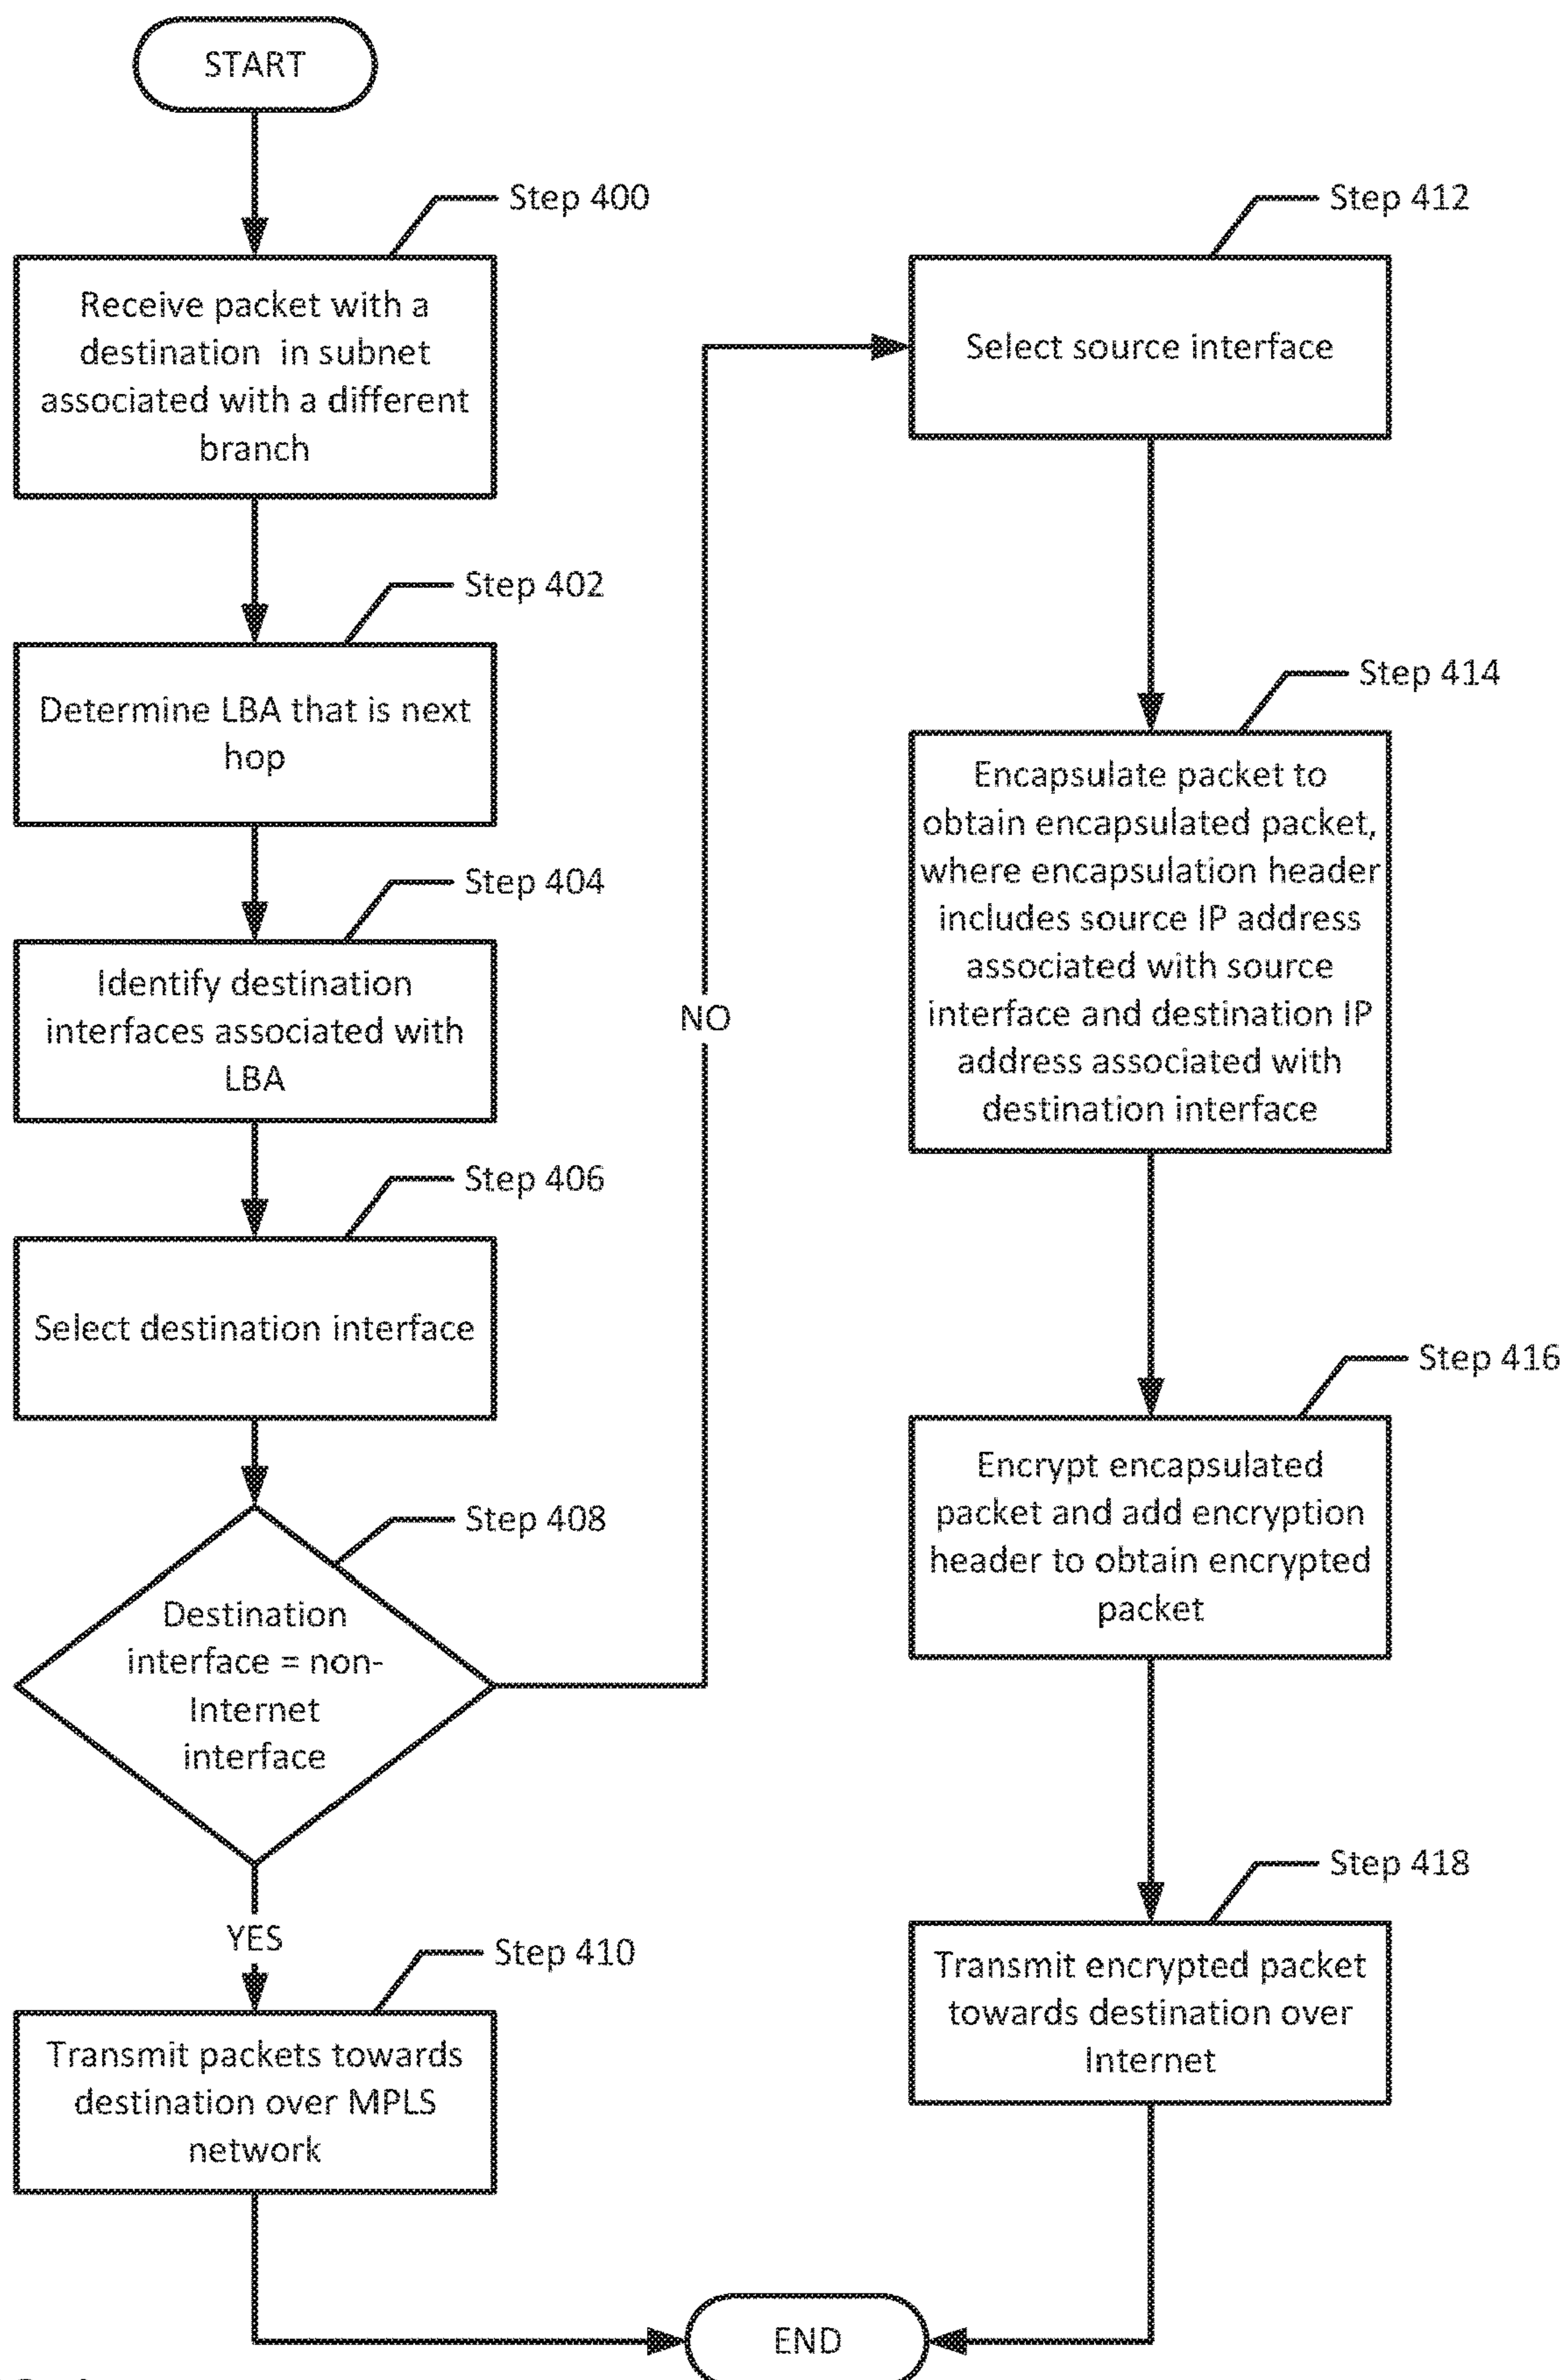 START
Step 400
Receive packet with a
destination in subnet
associated with a different
branch
Step 402
Determine LBA that is next
hop
Step 404
Identify destination
interfaces associated with
LBA
Step 406
Select destination interface
Step 408
Destination
interface = non-
Internet
interface
YES
Step 410
Transmit packets towards
destination over MPLS
network
NO
Step 412
Select source interface
Step 414
Encapsulate packet to
obtain encapsulated packet,
where encapsulation header
includes source IP address
associated with source
interface and destination IP
address associated with
destination interface
Step 416
Encrypt encapsulated
packet and add encryption
header to obtain encrypted
packet
Step 418
Transmit encrypted packet
towards destination over
Internet
END